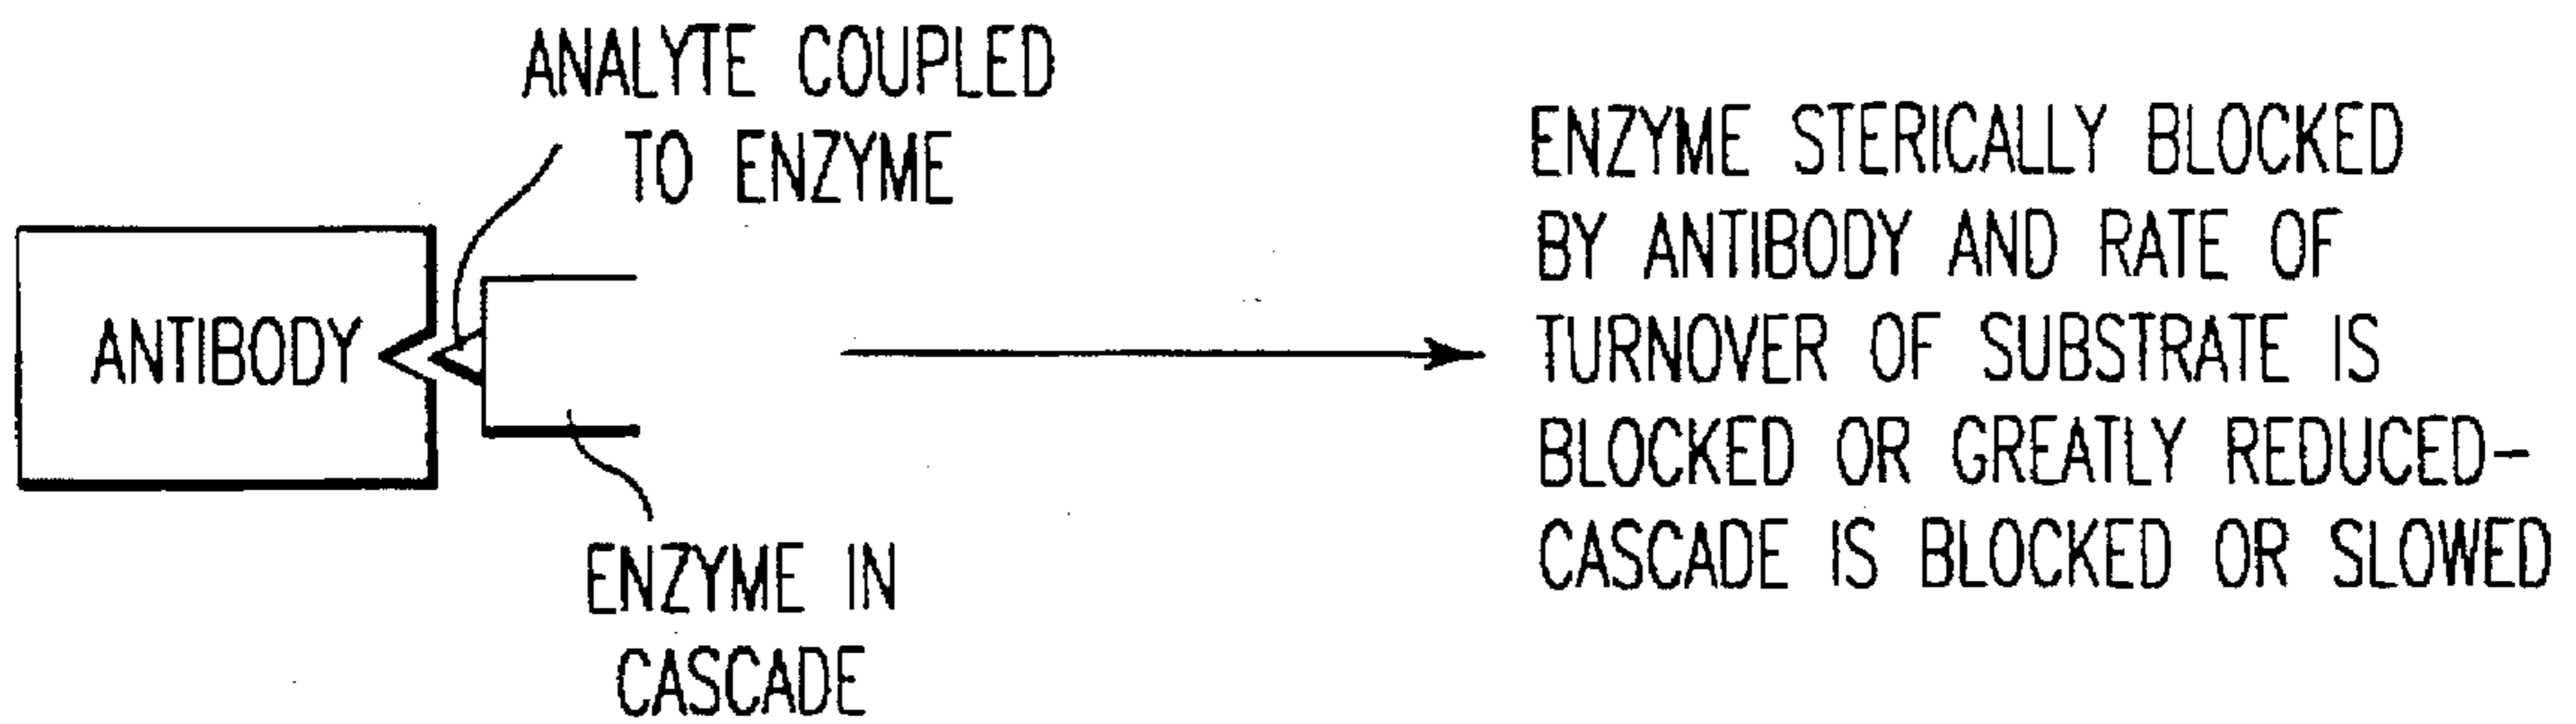 ANALYTE COUPLED
TO ENZYME
ANTIBODY
ENZYME IN
CASCADE
ENZYME STERICALLY BLOCKED
BY ANTIBODY AND RATE OF
TURNOVER OF SUBSTRATE IS
BLOCKED OR GREATLY REDUCED-
CASCADE IS BLOCKED OR SLOWED